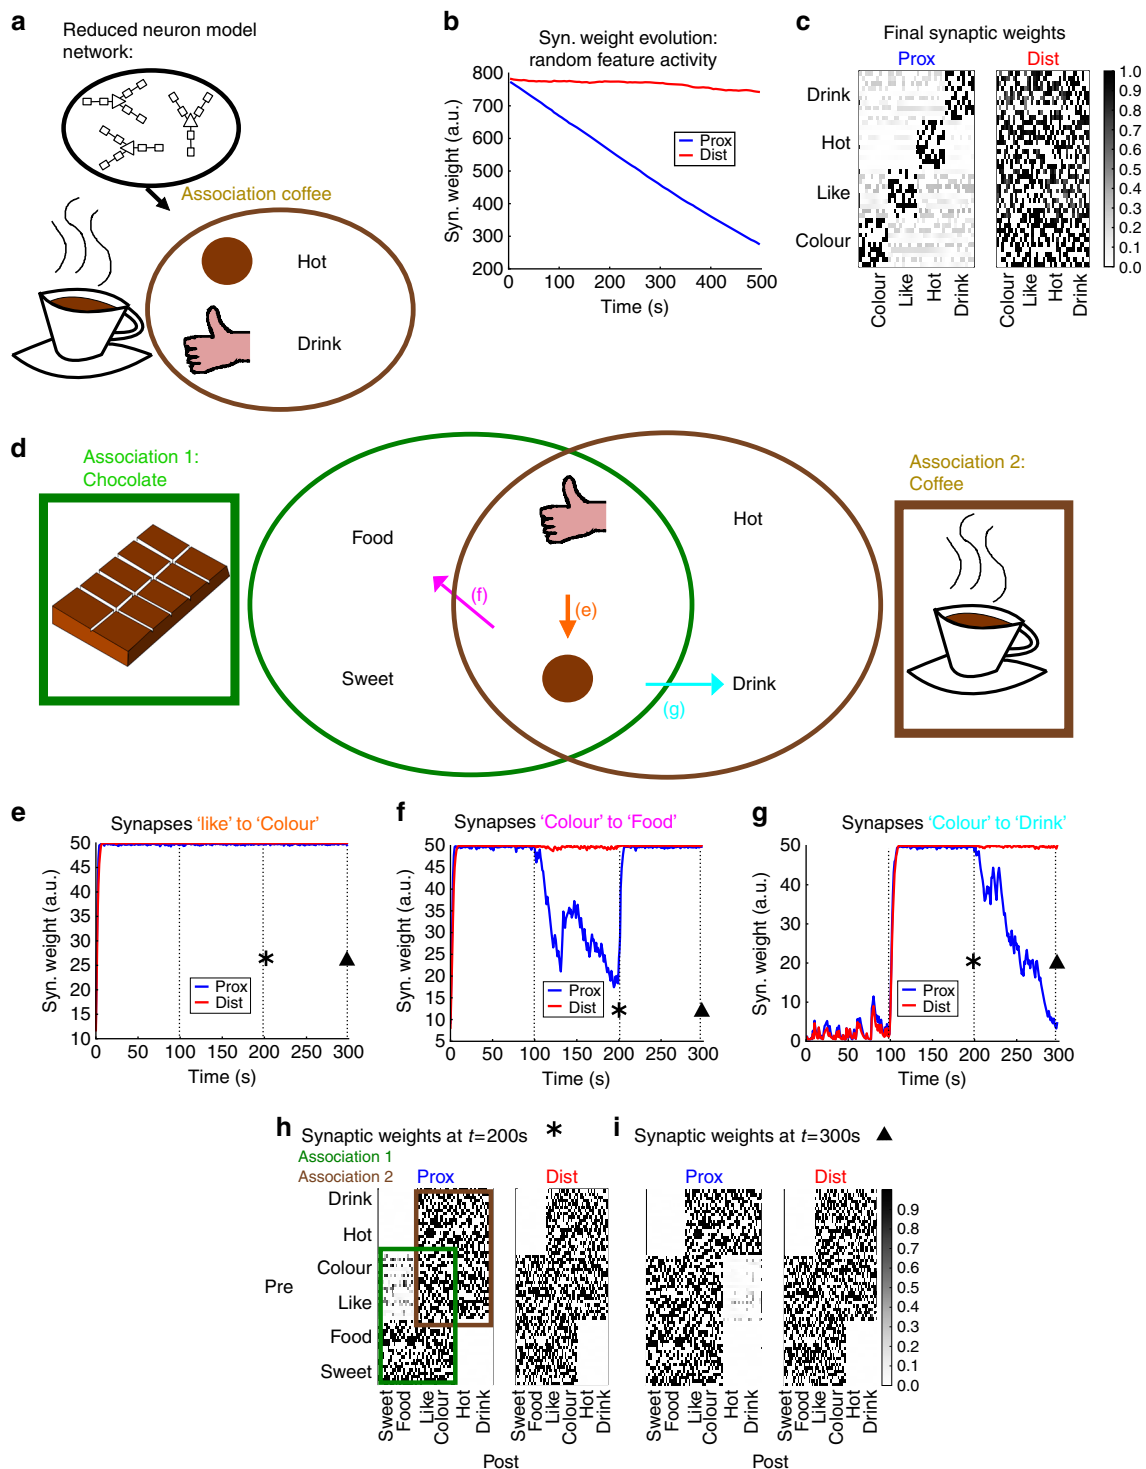 a
Reduced neuron model
network:
Association coffee
Hot
Drink
b
Syn. weight evolution:
random feature activity
Syn. weight (a.u.)
800
700
600
500
400
300
200
Prox
Dist
0 100 200 300 400 500
Time (s)
c
Final synaptic weights
Prox Dist
Drink
Hot
Like
Colour
Colour Like Hot Drink
Colour Like Hot Drink
1.0
0.9
0.8
0.7
0.6
0.5
0.4
0.3
0.2
0.1
0.0
d
Association 1:
Chocolate
Food
Sweet
(f)
(e)
(g)
Hot
Drink
Association 2:
Coffee
e
Synapses 'like' to 'Colour'
Syn. weight (a.u.)
50
45
40
35
30
25
20
15
10
Prox
Dist
0 50 100 150 200 250 300
Time (s)
f
Synapses 'Colour' to 'Food'
Syn. weight (a.u.)
50
45
40
35
30
25
20
15
10
5
Prox
Dist
0 50 100 150 200 250 300
Time (s)
g
Synapses 'Colour' to 'Drink'
Syn. weight (a.u.)
50
40
30
20
10
0
Prox
Dist
0 50 100 150 200 250 300
Time (s)
h
Synaptic weights at t=200s
Association 1
Association 2
Prox Dist
Pre
Drink
Hot
Colour
Like
Food
Sweet
Sweet Food Like Colour Hot Drink
Sweet Food Like Colour Hot Drink
Post
i
Synaptic weights at t=300s
Prox Dist
Sweet Food Like Colour Hot Drink
Sweet Food Like Colour Hot Drink
Post
0.9
0.8
0.7
0.6
0.5
0.4
0.3
0.2
0.1
0.0